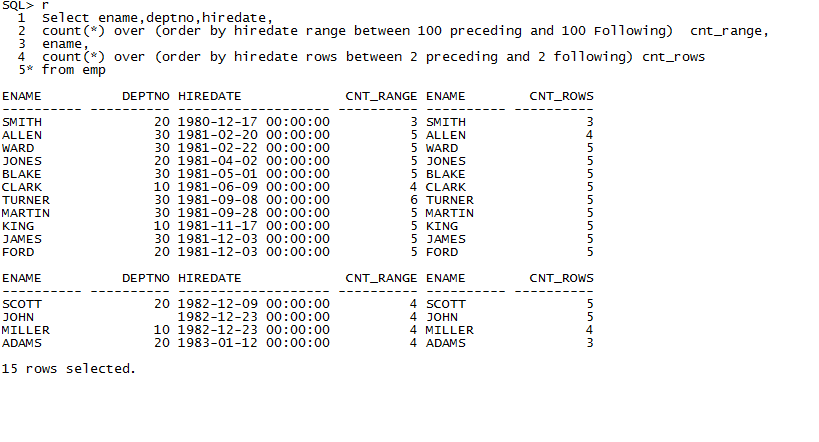 SQL> r
  1  Select ename,deptno,hiredate,
  2  count(*) over (order by hiredate range between 100 preceding and 100 Following)  cnt_range,
  3  ename,
  4  count(*) over (order by hiredate rows between 2 preceding and 2 following) cnt_rows
  5* from emp
ENAME          DEPTNO HIREDATE             CNT_RANGE ENAME        CNT_ROWS
---------- ---------- ------------------- ---------- ---------- ----------
SMITH              20 1980-12-17 00:00:00          3 SMITH               3
ALLEN              30 1981-02-20 00:00:00          5 ALLEN               4
WARD               30 1981-02-22 00:00:00          5 WARD                5
JONES              20 1981-04-02 00:00:00          5 JONES               5
BLAKE              30 1981-05-01 00:00:00          5 BLAKE               5
CLARK              10 1981-06-09 00:00:00          4 CLARK               5
TURNER             30 1981-09-08 00:00:00          6 TURNER              5
MARTIN             30 1981-09-28 00:00:00          5 MARTIN              5
KING               10 1981-11-17 00:00:00          5 KING                5
JAMES              30 1981-12-03 00:00:00          5 JAMES               5
FORD               20 1981-12-03 00:00:00          5 FORD                5
ENAME          DEPTNO HIREDATE             CNT_RANGE ENAME        CNT_ROWS
---------- ---------- ------------------- ---------- ---------- ----------
SCOTT              20 1982-12-09 00:00:00          4 SCOTT               5
JOHN                  1982-12-23 00:00:00          4 JOHN                5
MILLER             10 1982-12-23 00:00:00          4 MILLER              4
ADAMS              20 1983-01-12 00:00:00          4 ADAMS               3
15 rows selected.